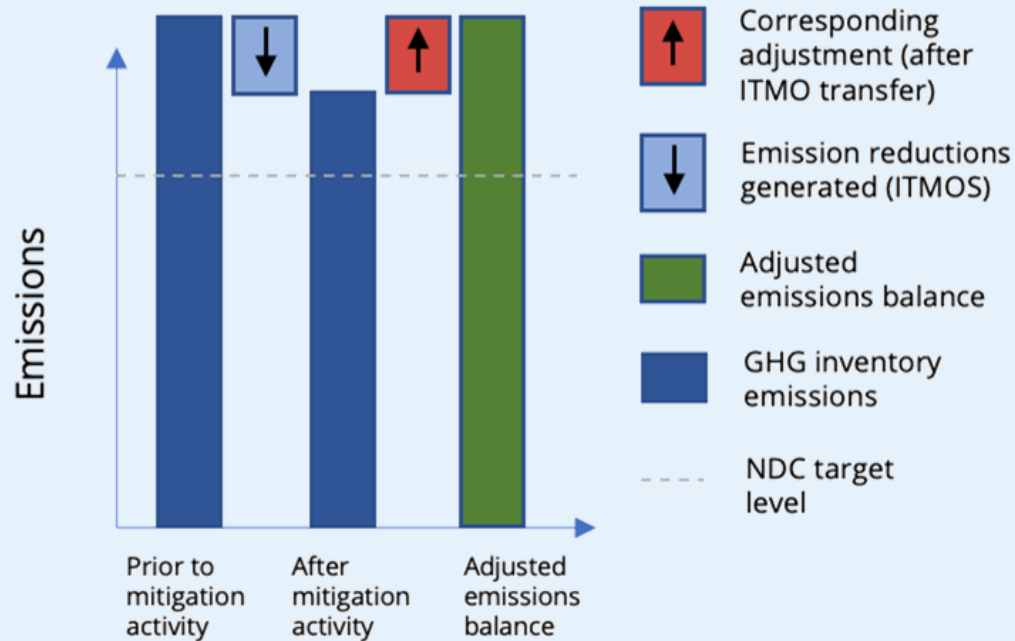 Emissions
Prior to
mitigation
activity
After
mitigation
activity
Adjusted
emissions
balance
Corresponding
adjustment (after
ITMO transfer)
Emission reductions
generated (ITMOS)
Adjusted
emissions balance
GHG inventory
emissions
NDC target
level